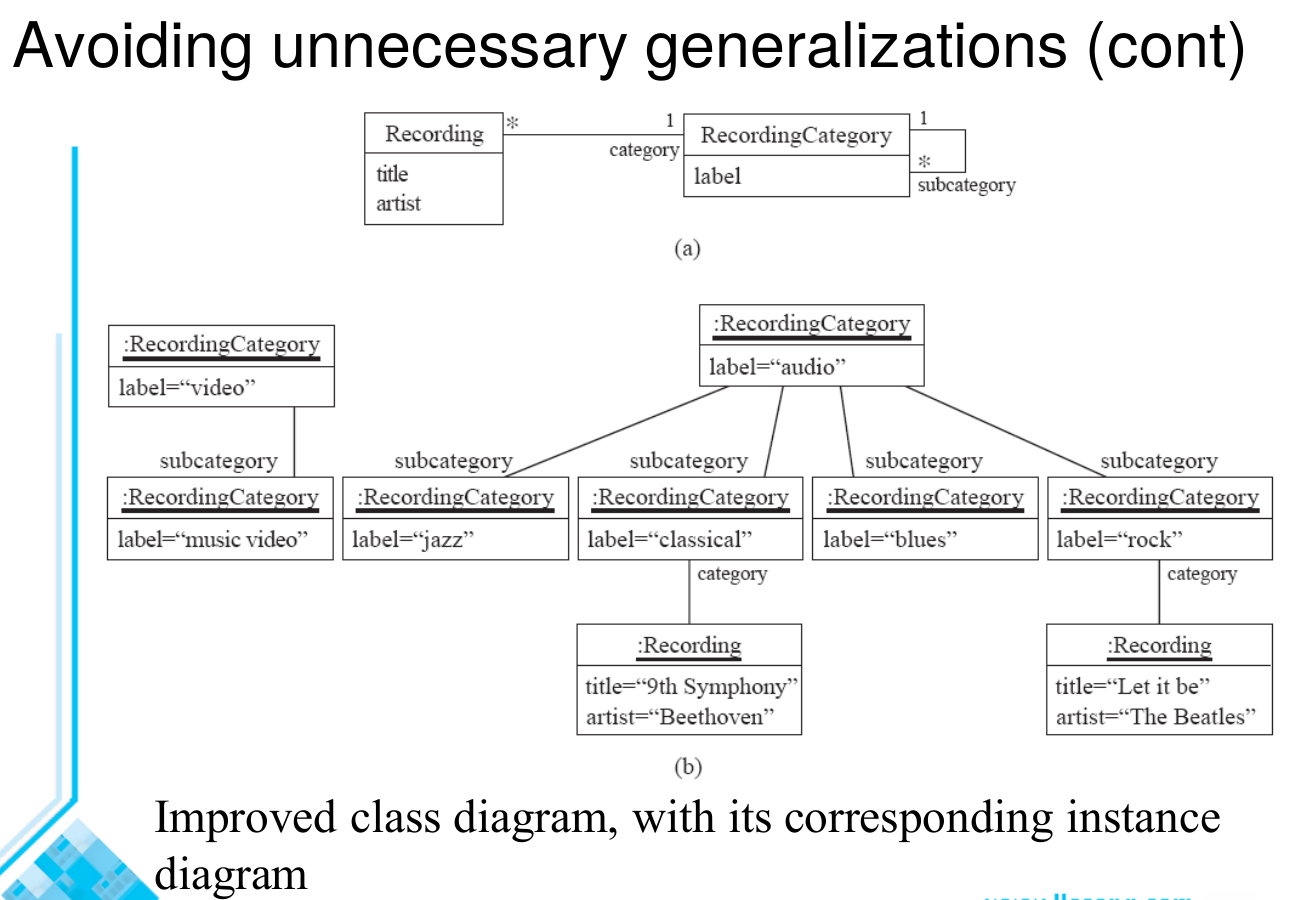 Avoiding unnecessary generalizations (cont)
Recording
*
1
category
RecordingCategory
1
*
subcategory
title
artist
label
(a)
:RecordingCategory
label=“video”
:RecordingCategory
label=“audio”
subcategory
subcategory
subcategory
subcategory
subcategory
:RecordingCategory
label=“music video”
:RecordingCategory
label=“jazz”
:RecordingCategory
label=“classical”
:RecordingCategory
label=“blues”
:RecordingCategory
label=“rock”
category
category
:Recording
title=“9th Symphony”
artist=“Beethoven”
:Recording
title=“Let it be”
artist=“The Beatles”
(b)
Improved class diagram, with its corresponding instance
diagram